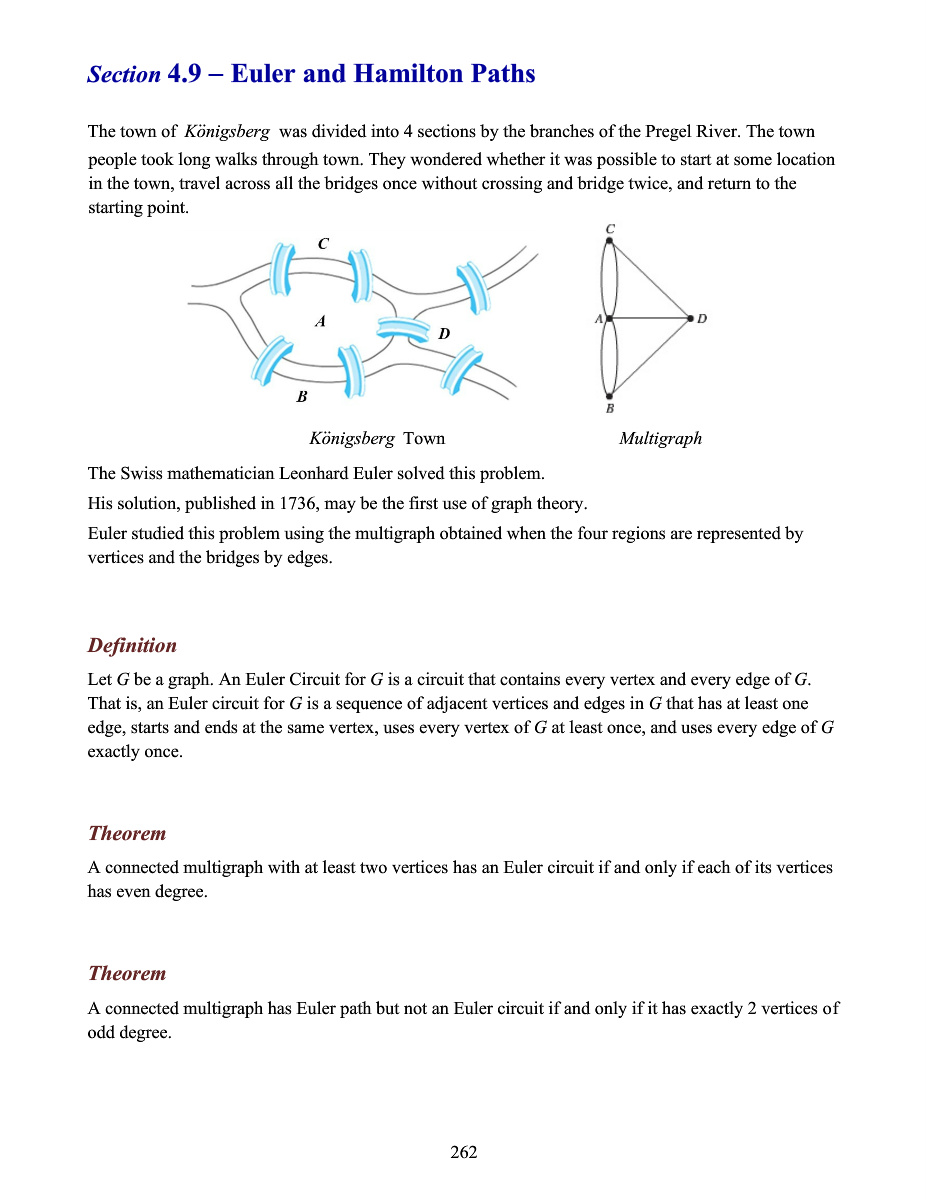 Section 4.9 – Euler and Hamilton Paths
The town of Königsberg was divided into 4 sections by the branches of the Pregel River. The town
people took long walks through town. They wondered whether it was possible to start at some location
in the town, travel across all the bridges once without crossing and bridge twice, and return to the
starting point.
C
A
D
B
C
A
D
B
Königsberg Town
Multigraph
The Swiss mathematician Leonhard Euler solved this problem.
His solution, published in 1736, may be the first use of graph theory.
Euler studied this problem using the multigraph obtained when the four regions are represented by
vertices and the bridges by edges.
Definition
Let G be a graph. An Euler Circuit for G is a circuit that contains every vertex and every edge of G.
That is, an Euler circuit for G is a sequence of adjacent vertices and edges in G that has at least one
edge, starts and ends at the same vertex, uses every vertex of G at least once, and uses every edge of G
exactly once.
Theorem
A connected multigraph with at least two vertices has an Euler circuit if and only if each of its vertices
has even degree.
Theorem
A connected multigraph has Euler path but not an Euler circuit if and only if it has exactly 2 vertices of
odd degree.
262